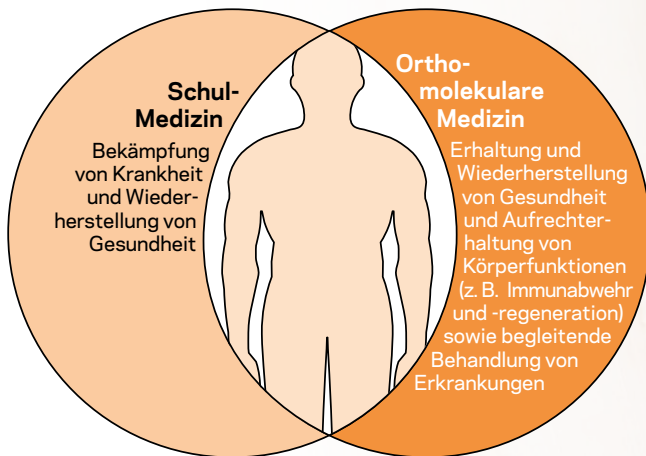 Schul-
Medizin
Bekämpfung
von Krankheit
und Wieder-
herstellung von
Gesundheit
Ortho-
molekulare
Medizin
Erhaltung und
Wiederherstellung
von Gesundheit
und Aufrechter-
haltung von
Körperfunktionen
(z. B. Immunabwehr
und -regeneration)
sowie begleitende
Behandlung von
Erkrankungen